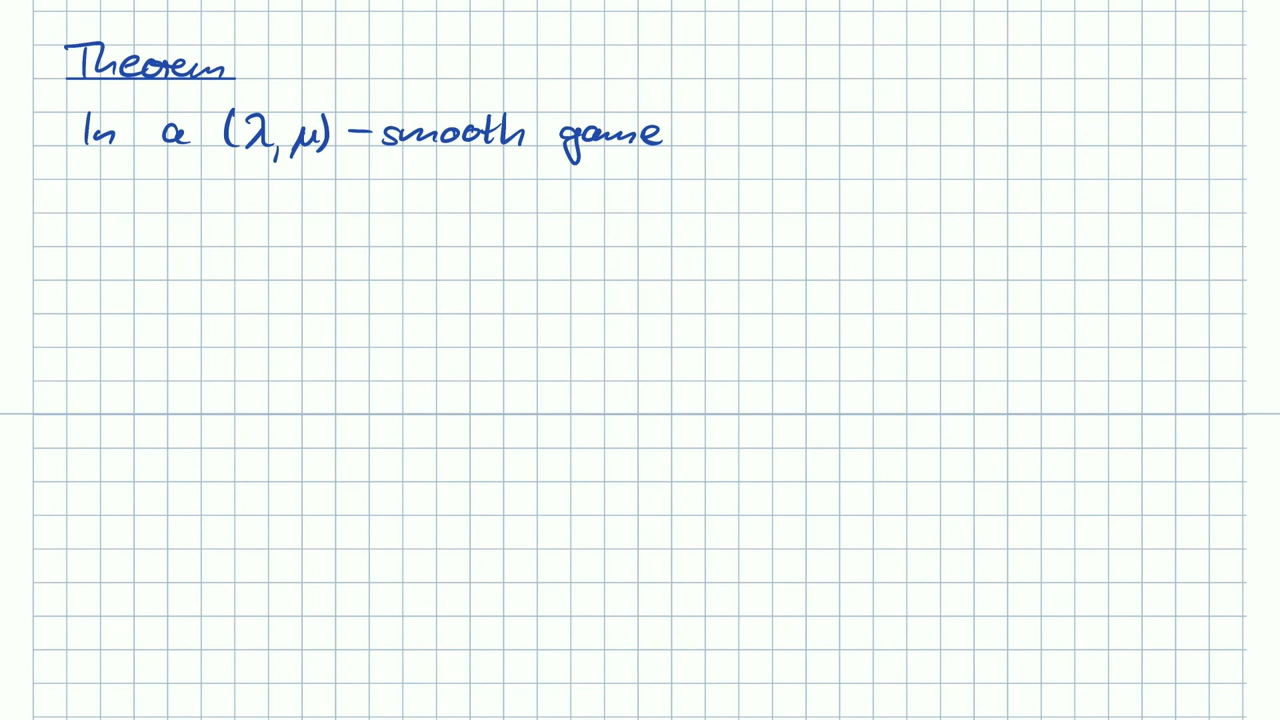 Theorem
In a (λ, μ) - smooth game